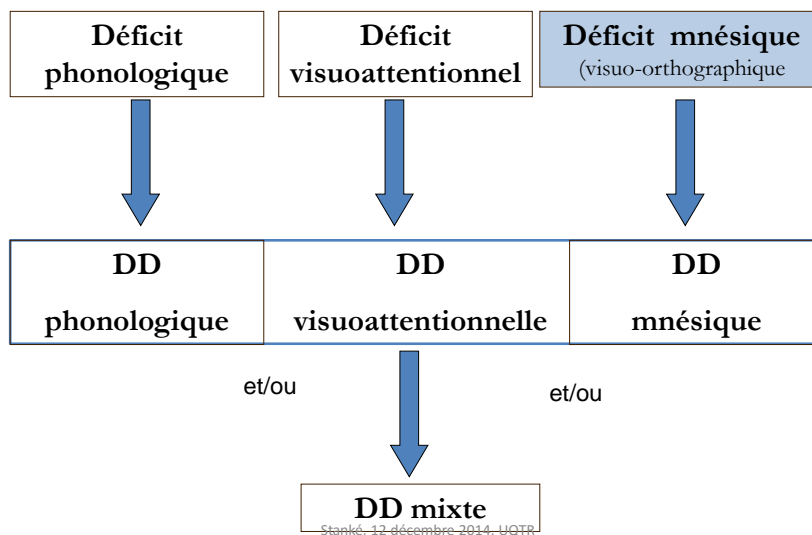 Déficit
phonologique
Déficit
visuoattentionnel
Déficit mnésique
(visuo-orthographique
DD
phonologique
DD
visuoattentionnelle
DD
mnésique
et/ou
et/ou
DD mixte
Stanké, 12 décembre 2014, UQTR